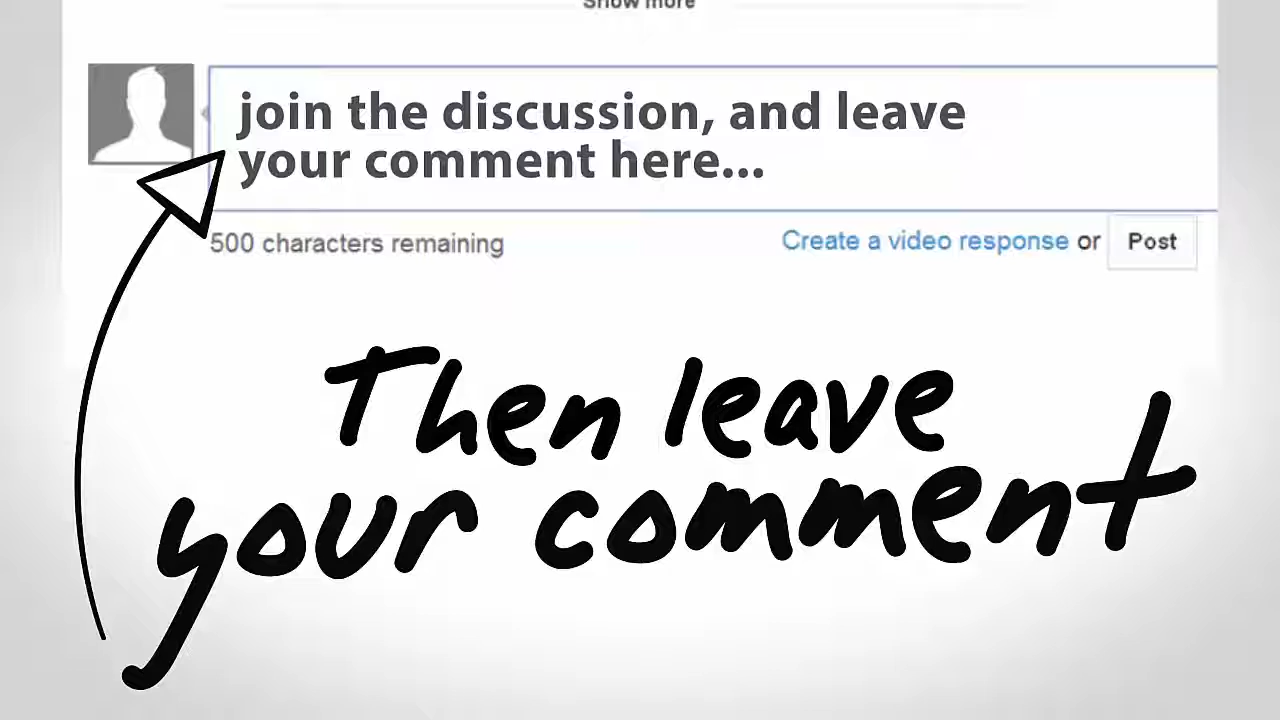 Show more
join the discussion, and leave
your comment here...
500 characters remaining
Create a video response or Post
Then leave
your comment